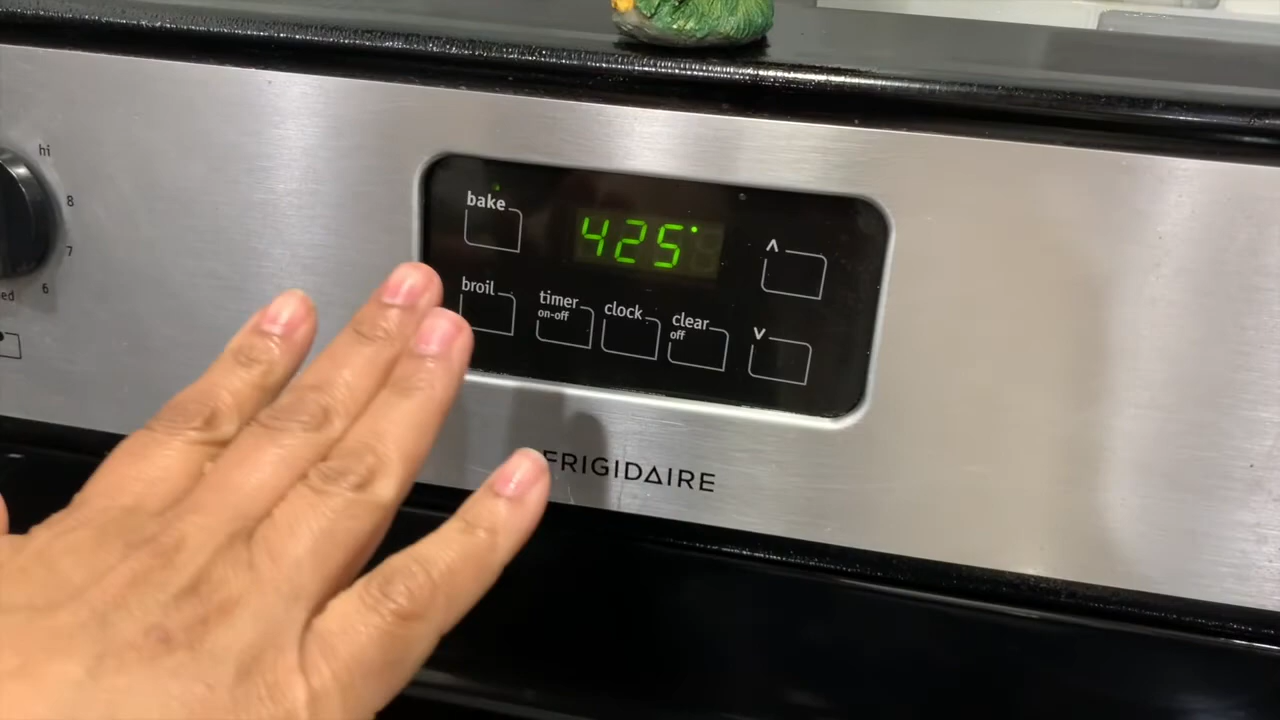 hi
8
7
6
bake
425°
broil
timer
on-off
clock
clear
off
^
v
FRIGIDAIRE